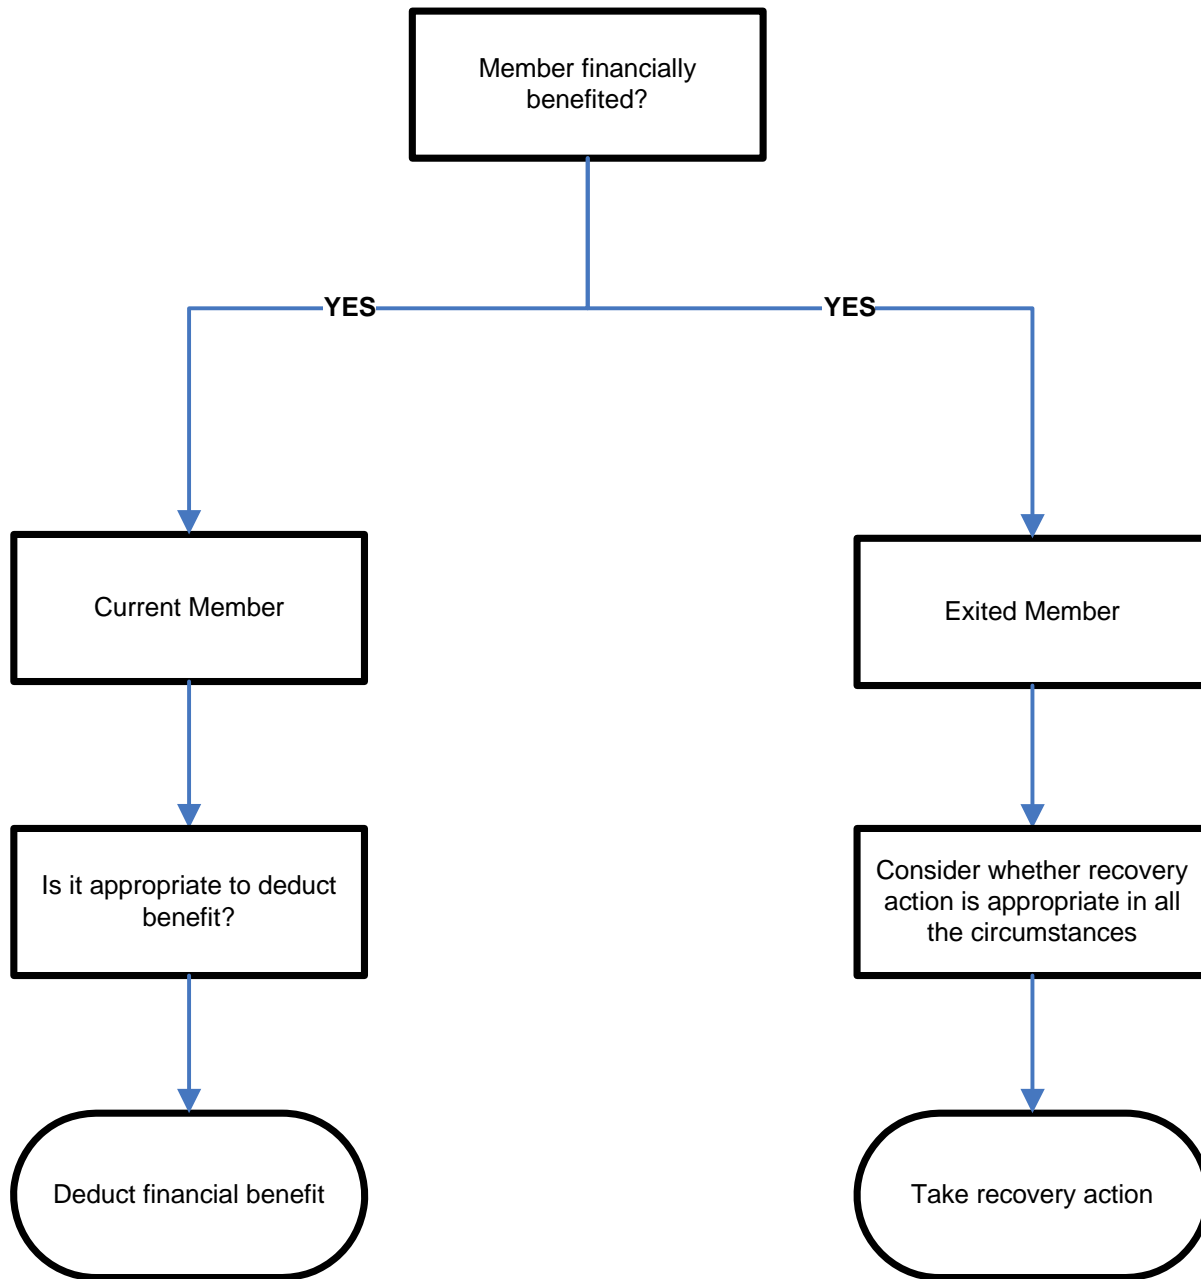 Member financially
benefited?
YES
YES
Current Member
Exited Member
Is it appropriate to deduct
benefit?
Consider whether recovery
action is appropriate in all
the circumstances
Deduct financial benefit
Take recovery action